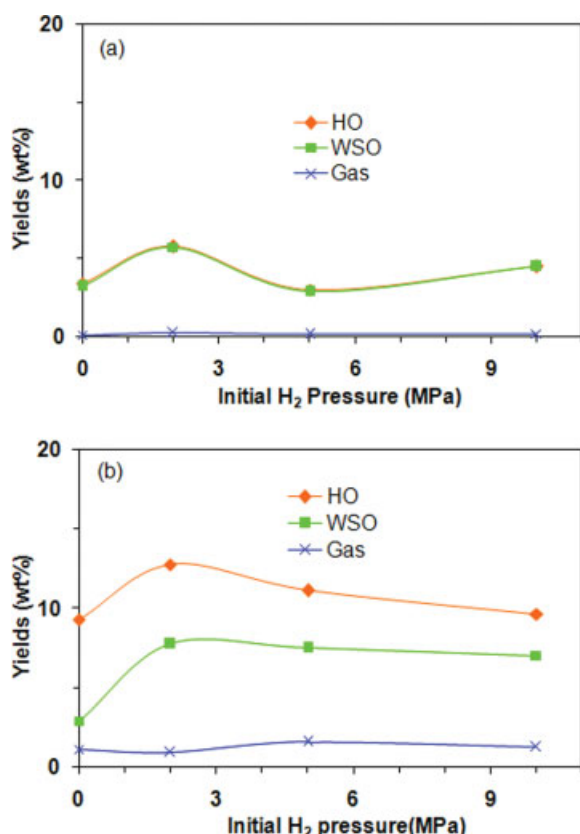 20
(a)
HO
WSO
Gas
10
Yields (wt%)
0
0 3 6 9
Initial H₂ Pressure (MPa)
20
(b)
HO
WSO
Gas
10
Yields (wt%)
0
0 3 6 9
Initial H₂ pressure(MPa)